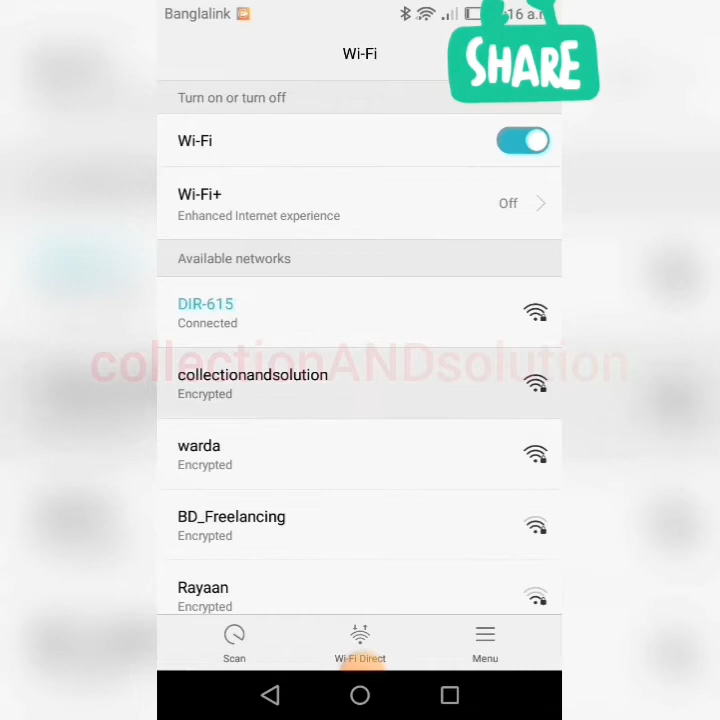 Banglalink
16 a.m
SHARE
Wi-Fi
Turn on or turn off
Wi-Fi
Wi-Fi+
Enhanced Internet experience
Off
Available networks
DIR-615
Connected
collectionANDsolution
collectionandsolution
Encrypted
warda
Encrypted
BD_Freelancing
Encrypted
Rayaan
Encrypted
Scan
Wi-Fi Direct
Menu